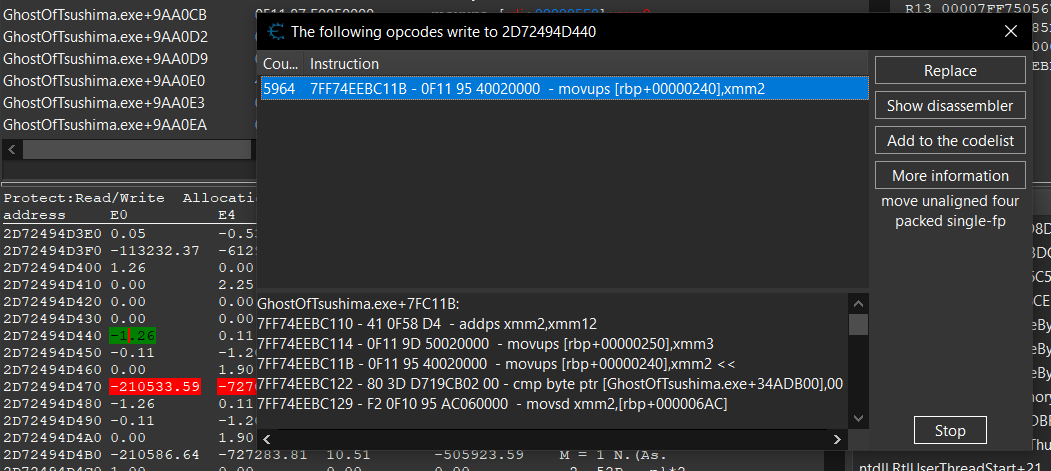 GhostOfTsushima.exe+9AA0CB
GhostOfTsushima.exe+9AA0D2
GhostOfTsushima.exe+9AA0D9
GhostOfTsushima.exe+9AA0E0
GhostOfTsushima.exe+9AA0E3
GhostOfTsushima.exe+9AA0EA
R13 00007FF75056
The following opcodes write to 2D72494D440
Cou... Instruction
5964 7FF74EEBC11B - 0F11 95 40020000 - movups [rbp+00000240],xmm2
Replace
Show disassembler
Add to the codelist
More information
move unaligned four
packed single-fp
Stop
GhostOfTsushima.exe+7FC11B:
7FF74EEBC110 - 41 0F58 D4 - addps xmm2,xmm12
7FF74EEBC114 - 0F11 9D 50020000 - movups [rbp+00000250],xmm3
7FF74EEBC11B - 0F11 95 40020000 - movups [rbp+00000240],xmm2 <<
7FF74EEBC122 - 80 3D D719CB02 00 - cmp byte ptr [GhostOfTsushima.exe+34ADB00],00
7FF74EEBC129 - F2 0F10 95 AC060000 - movsd xmm2,[rbp+000006AC]
Protect:Read/Write Allocati
address E0 E4
2D72494D3E0 0.05 -0.5
2D72494D3F0 -113232.37 -612
2D72494D400 1.26 0.00
2D72494D410 0.00 2.25
2D72494D420 0.00 0.00
2D72494D430 0.00 0.00
2D72494D440 -1.26 0.11
2D72494D450 -0.11 -1.2
2D72494D460 0.00 1.90
2D72494D470 -210533.59 -727
2D72494D480 -1.26 0.11
2D72494D490 -0.11 -1.2
2D72494D4A0 0.00 1.90
2D72494D4B0 -210586.64 -727283.81 10.51 -505923.59 M = 1 N.(As.
ntdll.RtlUserThreadStart+21